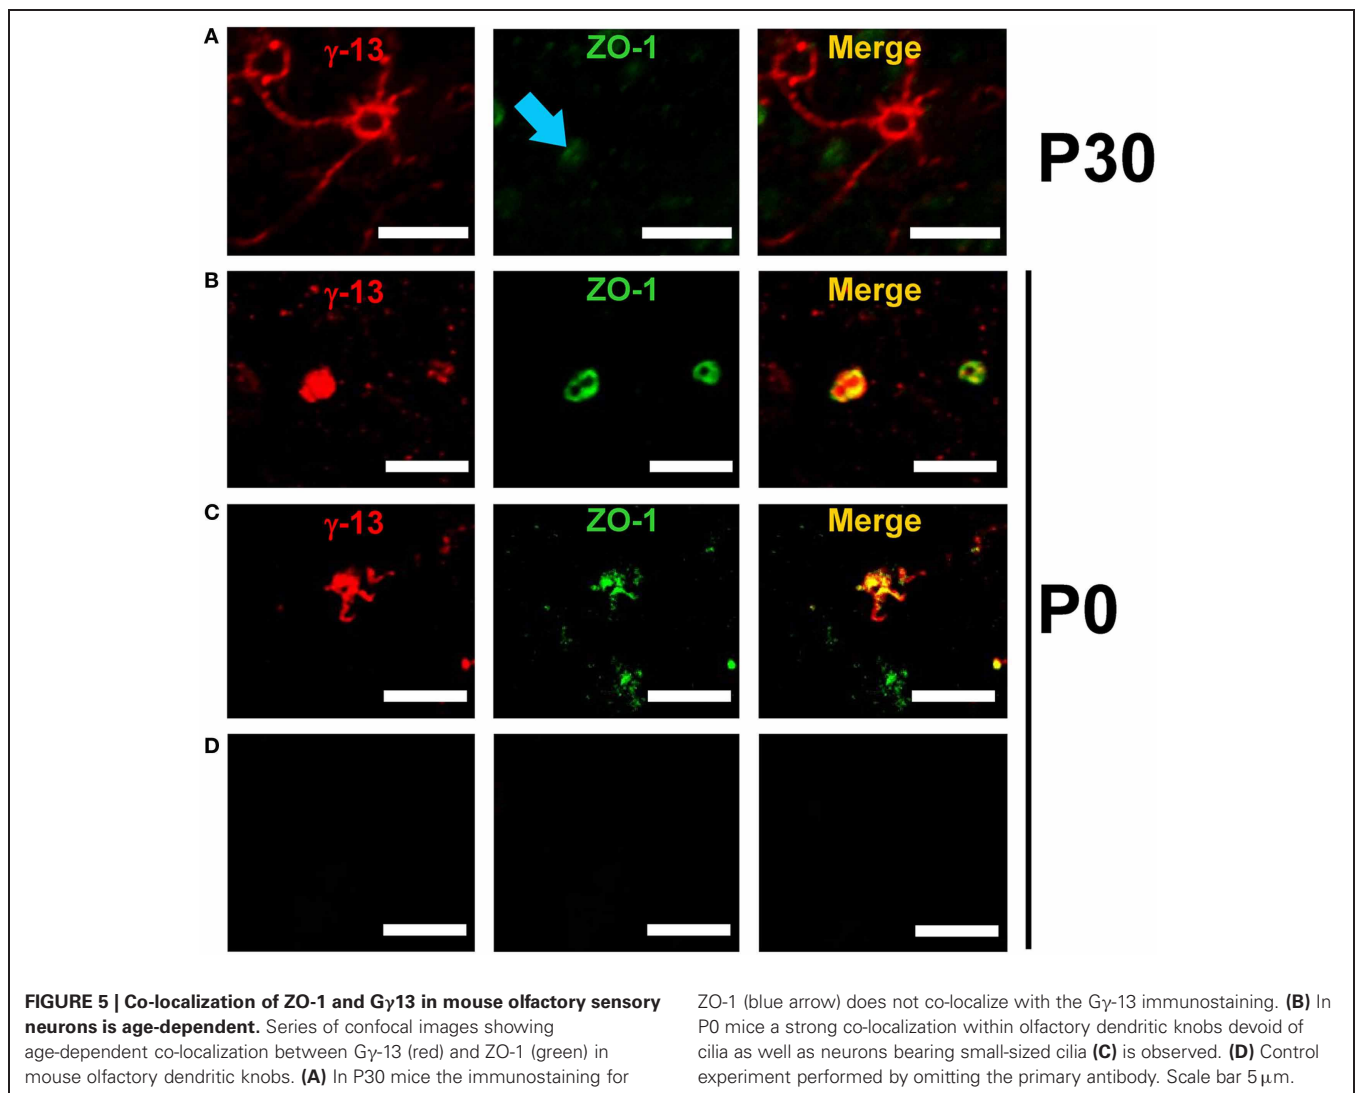 A
γ-13
ZO-1
Merge
P30
B
γ-13
ZO-1
Merge
C
γ-13
ZO-1
Merge
P0
D
FIGURE 5 | Co-localization of ZO-1 and Gγ13 in mouse olfactory sensory
neurons is age-dependent. Series of confocal images showing
age-dependent co-localization between Gγ-13 (red) and ZO-1 (green) in
mouse olfactory dendritic knobs. (A) In P30 mice the immunostaining for
ZO-1 (blue arrow) does not co-localize with the Gγ-13 immunostaining. (B) In
P0 mice a strong co-localization within olfactory dendritic knobs devoid of
cilia as well as neurons bearing small-sized cilia (C) is observed. (D) Control
experiment performed by omitting the primary antibody. Scale bar 5 μm.